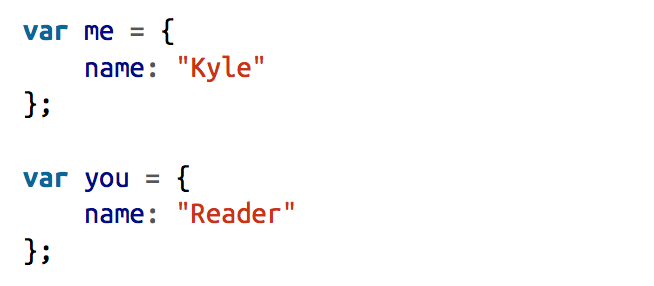 var me = {
    name: "Kyle"
};

var you = {
    name: "Reader"
};